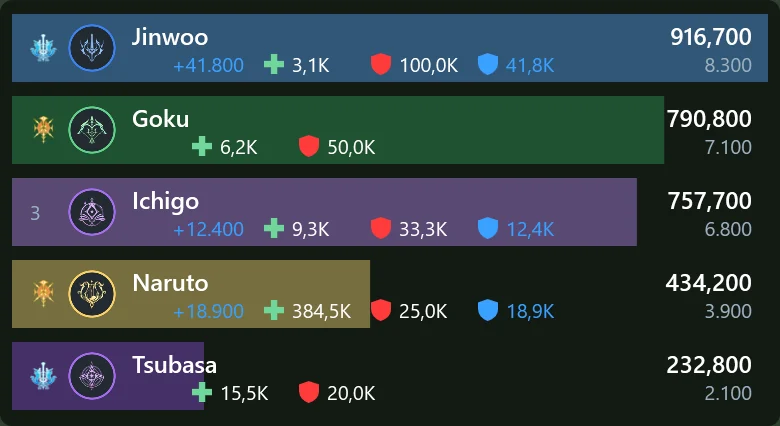 Jinwoo 916,700
+41.800 3,1K 100,0K 41,8K 8.300
Goku 790,800
6,2K 50,0K 7.100
3 Ichigo 757,700
+12.400 9,3K 33,3K 12,4K 6.800
Naruto 434,200
+18.900 384,5K 25,0K 18,9K 3.900
Tsubasa 232,800
15,5K 20,0K 2.100